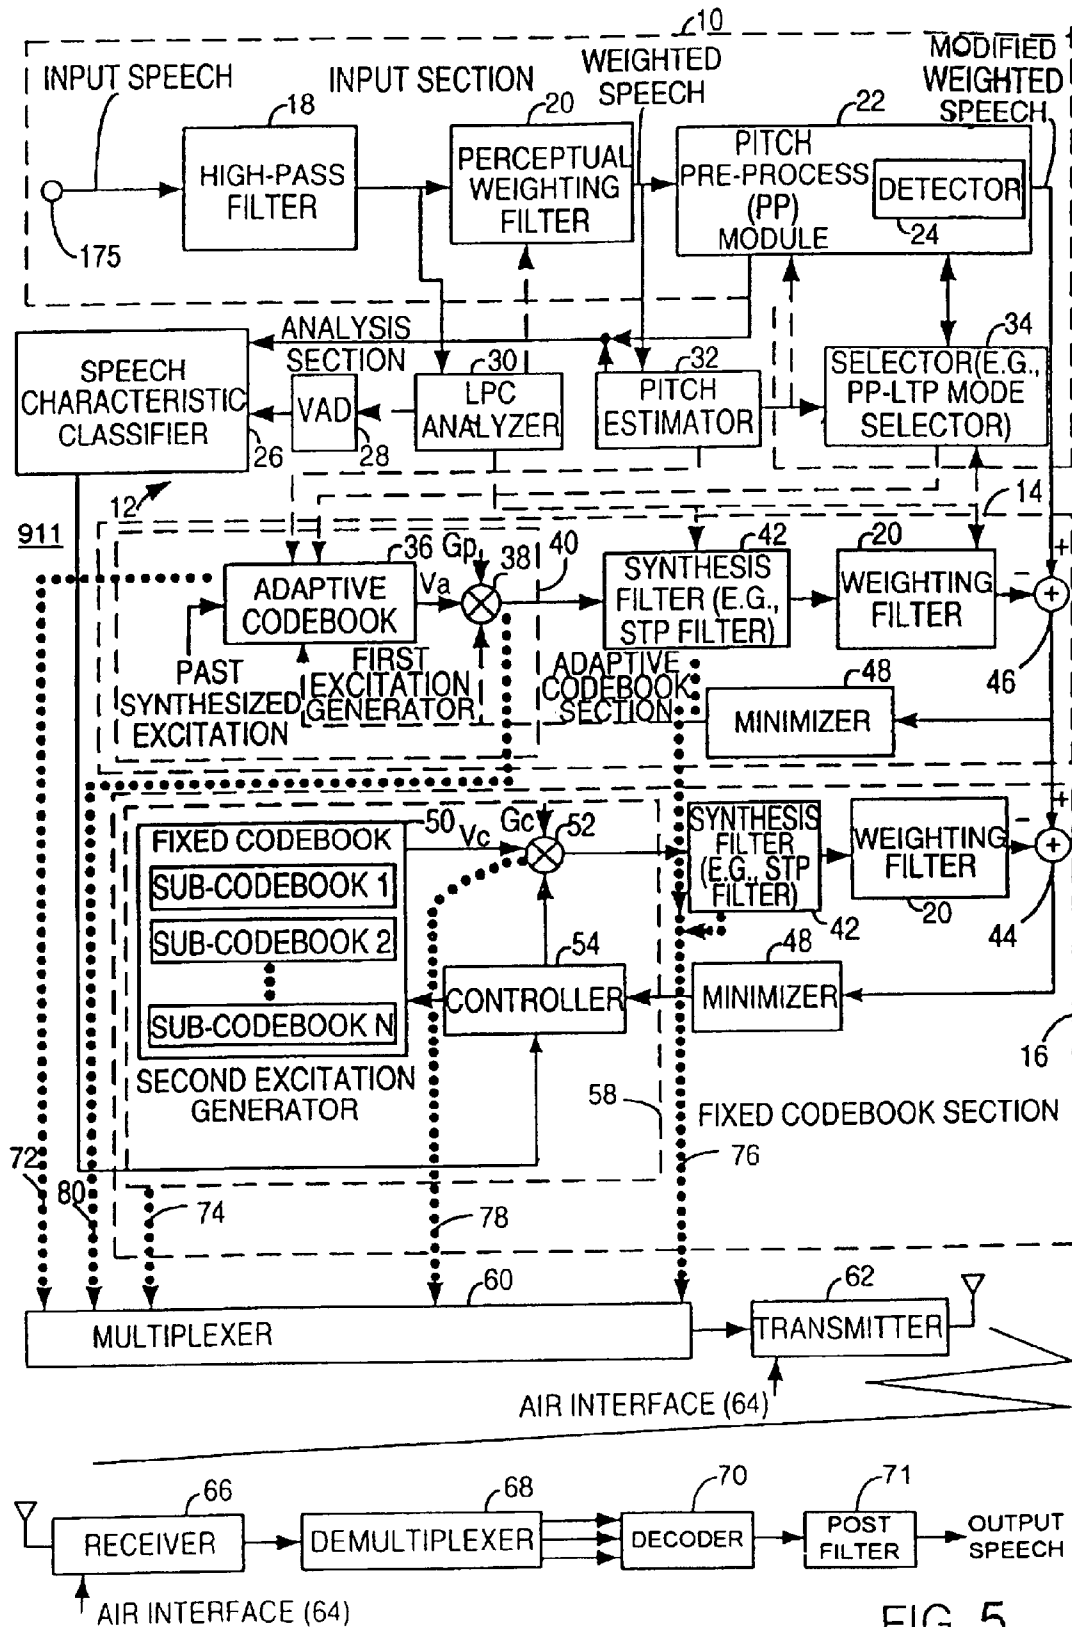 10
INPUT SPEECH
INPUT SECTION
WEIGHTED
SPEECH
MODIFIED
WEIGHTED
SPEECH
18
HIGH-PASS
FILTER
20
PERCEPTUAL
WEIGHTING
FILTER
22
PITCH
PRE-PROCESS
(PP)
MODULE
DETECTOR
24
175
ANALYSIS
SECTION
SPEECH
CHARACTERISTIC
CLASSIFIER
26
VAD
28
30
LPC
ANALYZER
32
PITCH
ESTIMATOR
34
SELECTOR(E.G.,
PP-LTP MODE
SELECTOR)
12
14
911
36
ADAPTIVE
CODEBOOK
Gp
Va
38
40
42
SYNTHESIS
FILTER (E.G.,
STP FILTER)
20
WEIGHTING
FILTER
+
−
+
46
PAST
SYNTHESIZED
EXCITATION
FIRST
EXCITATION
GENERATOR
ADAPTIVE
CODEBOOK
SECTION
48
MINIMIZER
50
FIXED CODEBOOK
SUB-CODEBOOK 1
SUB-CODEBOOK 2
SUB-CODEBOOK N
Vc
Gc
52
SYNTHESIS
FILTER
(E.G., STP
FILTER)
42
WEIGHTING
FILTER
20
+
−
+
44
54
CONTROLLER
48
MINIMIZER
16
SECOND EXCITATION
GENERATOR
58
FIXED CODEBOOK SECTION
72
80
74
78
76
60
MULTIPLEXER
62
TRANSMITTER
AIR INTERFACE (64)
66
RECEIVER
68
DEMULTIPLEXER
70
DECODER
71
POST
FILTER
OUTPUT
SPEECH
AIR INTERFACE (64)
FIG. 5